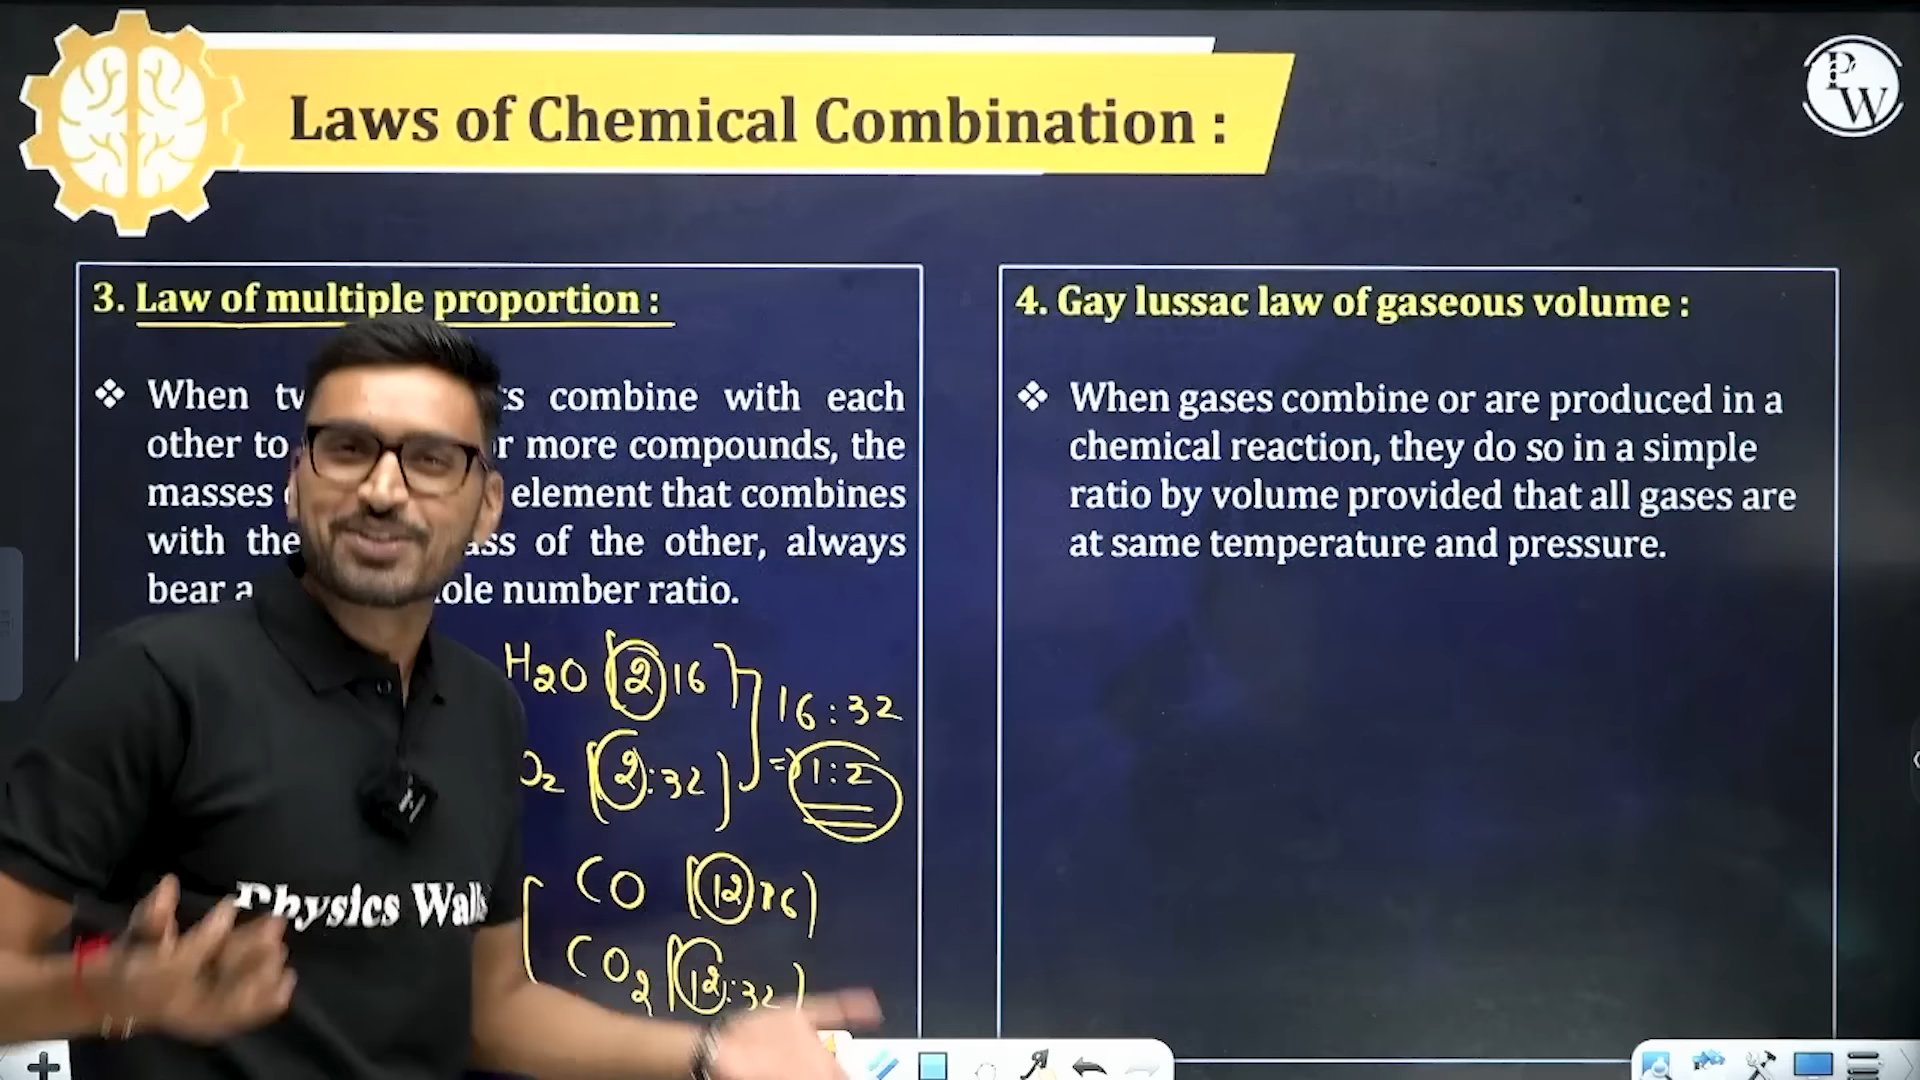 Laws of Chemical Combination :
PW
3. Law of multiple proportion :
❖ When combine with each
other to more compounds, the
masses element that combines
with the of the other, always
bear a number ratio.
H2O (2 16)
16:32
O2 (2:32)
=) 1:2
CO (12:16)
CO2 (12:32)
4. Gay lussac law of gaseous volume :
❖ When gases combine or are produced in a
chemical reaction, they do so in a simple
ratio by volume provided that all gases are
at same temperature and pressure.
Physics Wall